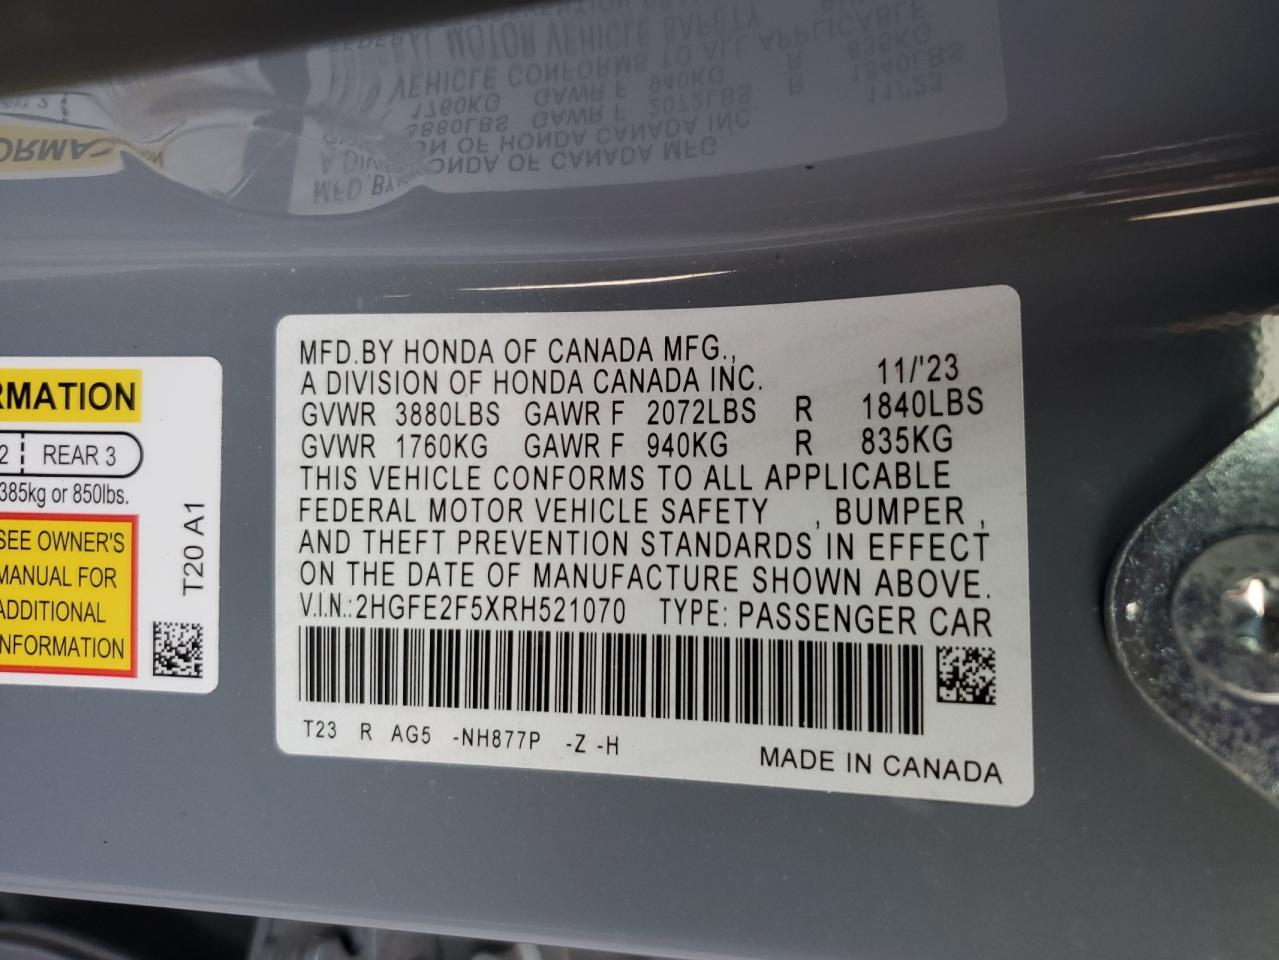 RMATION
2 REAR 3
385kg or 850lbs.
SEE OWNER'S
MANUAL FOR
ADDITIONAL
INFORMATION
T20 A1
MFD.BY HONDA OF CANADA MFG.,
A DIVISION OF HONDA CANADA INC. 11/'23
GVWR 3880LBS GAWR F 2072LBS R 1840LBS
GVWR 1760KG GAWR F 940KG R 835KG
THIS VEHICLE CONFORMS TO ALL APPLICABLE
FEDERAL MOTOR VEHICLE SAFETY , BUMPER ,
AND THEFT PREVENTION STANDARDS IN EFFECT
ON THE DATE OF MANUFACTURE SHOWN ABOVE.
V.I.N.:2HGFE2F5XRH521070 TYPE: PASSENGER CAR
T23 R AG5 -NH877P -Z -H
MADE IN CANADA